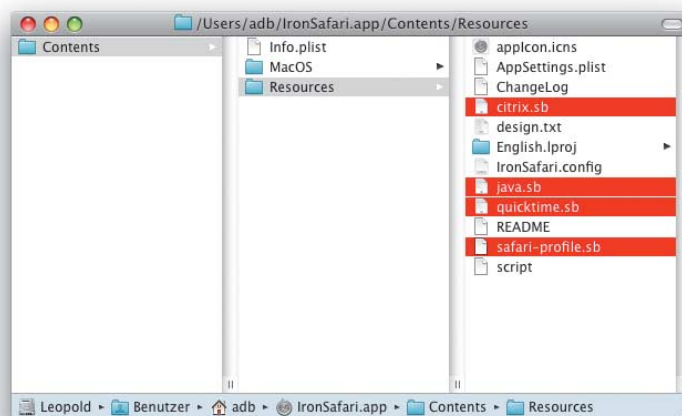 /Users/adb/IronSafari.app/Contents/Resources
Contents
Info.plist
MacOS
Resources
appIcon.icns
AppSettings.plist
ChangeLog
citrix.sb
design.txt
English.lproj
IronSafari.config
java.sb
quicktime.sb
README
safari-profile.sb
script
Leopold ▸ Benutzer ▸ adb ▸ IronSafari.app ▸ Contents ▸ Resources